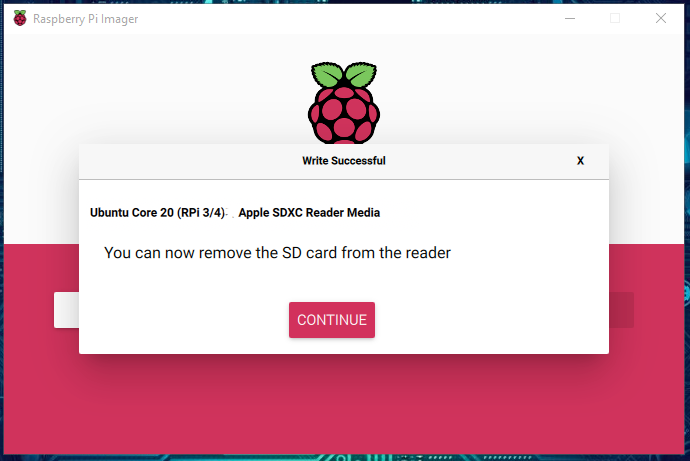 Raspberry Pi Imager
Write Successful X
Ubuntu Core 20 (RPi 3/4) Apple SDXC Reader Media
You can now remove the SD card from the reader
CONTINUE